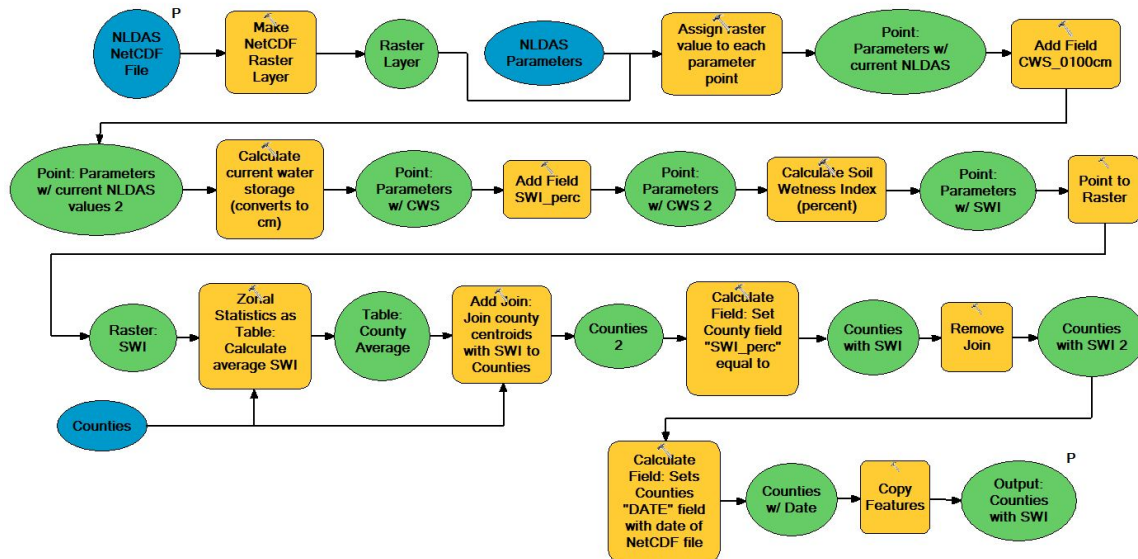 P
NLDAS
NetCDF
File
Make
NetCDF
Raster
Layer
Raster
Layer
NLDAS
Parameters
Assign raster
value to each
parameter
point
Point:
Parameters w/
current NLDAS
Add Field
CWS_0100cm
Point: Parameters
w/ current NLDAS
values 2
Calculate
current water
storage
(converts to
cm)
Point:
Parameters
w/ CWS
Add Field
SWI_perc
Point:
Parameters
w/ CWS 2
Calculate Soil
Wetness Index
(percent)
Point:
Parameters
w/ SWI
Point to
Raster
Raster:
SWI
Zonal
Statistics as
Table:
Calculate
average SWI
Table:
County
Average
Add Join:
Join county
centroids
with SWI to
Counties
Counties
2
Calculate
Field: Set
County field
"SWI_perc"
equal to
Counties
with SWI
Remove
Join
Counties
with SWI 2
Counties
Calculate
Field: Sets
Counties
"DATE" field
with date of
NetCDF file
Counties
w/ Date
Copy
Features
P
Output:
Counties
with SWI